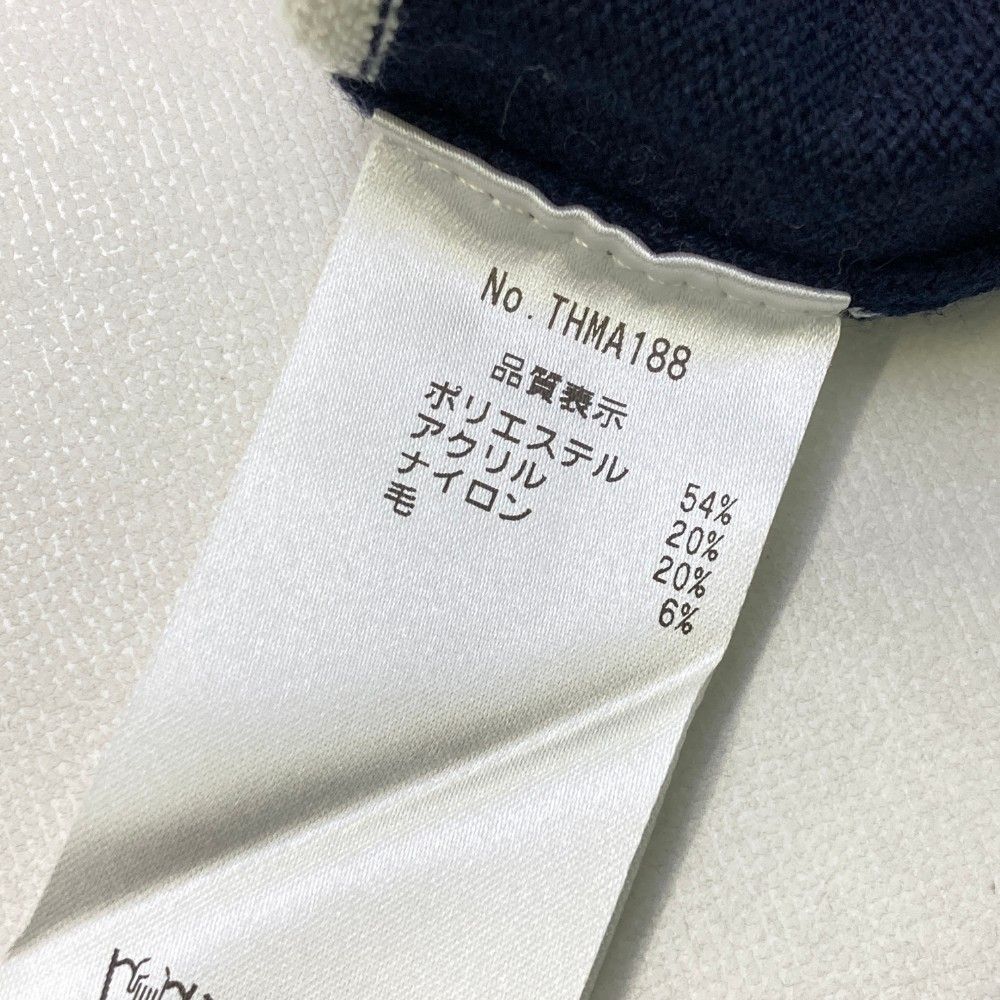 No.THMA188
品質表示
ポリエステル 54%
アクリル 20%
ナイロン 20%
毛 6%